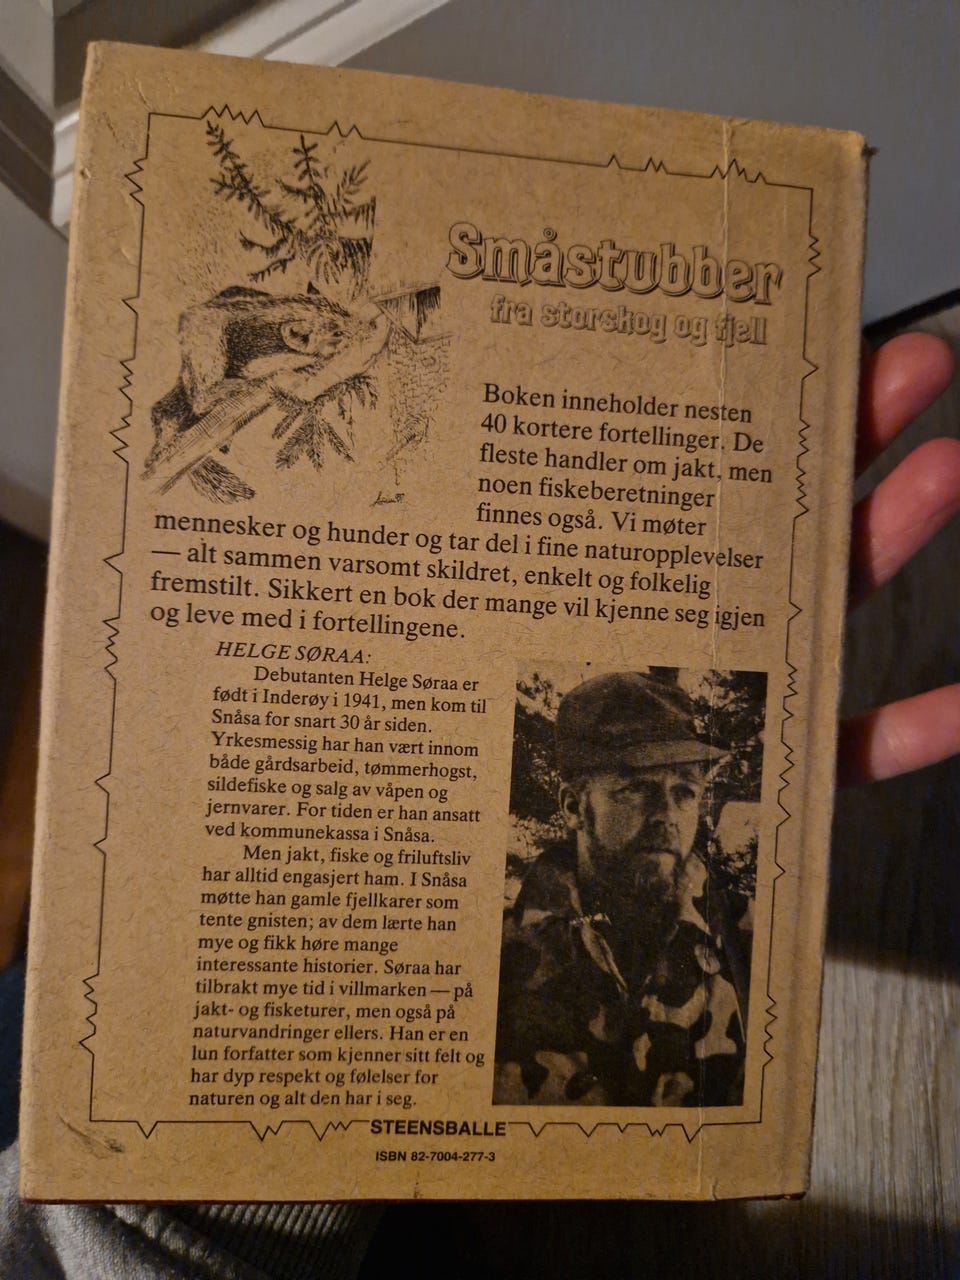 Småstubber
fra storskog og fjell
Boken inneholder nesten
40 kortere fortellinger. De
fleste handler om jakt, men
noen fiskeberetninger
finnes også. Vi møter
mennesker og hunder og tar del i fine naturopplevelser
— alt sammen varsomt skildret, enkelt og folkelig
fremstilt. Sikkert en bok der mange vil kjenne seg igjen
og leve med i fortellingene.
HELGE SØRAA:
Debutanten Helge Søraa er
født i Inderøy i 1941, men kom til
Snåsa for snart 30 år siden.
Yrkesmessig har han vært innom
både gårdsarbeid, tømmerhogst,
sildefiske og salg av våpen og
jernvarer. For tiden er han ansatt
ved kommunekassa i Snåsa.
Men jakt, fiske og friluftsliv
har alltid engasjert ham. I Snåsa
møtte han gamle fjellkarer som
tente gnisten; av dem lærte han
mye og fikk høre mange
interessante historier. Søraa har
tilbrakt mye tid i villmarken — på
jakt- og fisketurer, men også på
naturvandringer ellers. Han er en
lun forfatter som kjenner sitt felt og
har dyp respekt og følelser for
naturen og alt den har i seg.
STEENSBALLE
ISBN 82-7004-277-3